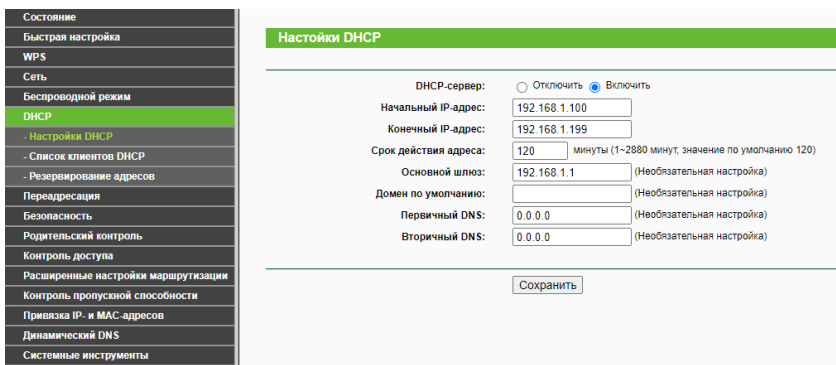 Состояние
Быстрая настройка
WPS
Сеть
Беспроводной режим
DHCP
- Настройки DHCP
- Список клиентов DHCP
- Резервирование адресов
Переадресация
Безопасность
Родительский контроль
Контроль доступа
Расширенные настройки маршрутизации
Контроль пропускной способности
Привязка IP- и MAC-адресов
Динамический DNS
Системные инструменты
Настойки DHCP
DHCP-сервер: Отключить Включить
Начальный IP-адрес: 192.168.1.100
Конечный IP-адрес: 192.168.1.199
Срок действия адреса: 120 минуты (1~2880 минут, значение по умолчанию 120)
Основной шлюз: 192.168.1.1 (Необязательная настройка)
Домен по умолчанию: (Необязательная настройка)
Первичный DNS: 0.0.0.0 (Необязательная настройка)
Вторичный DNS: 0.0.0.0 (Необязательная настройка)
Сохранить